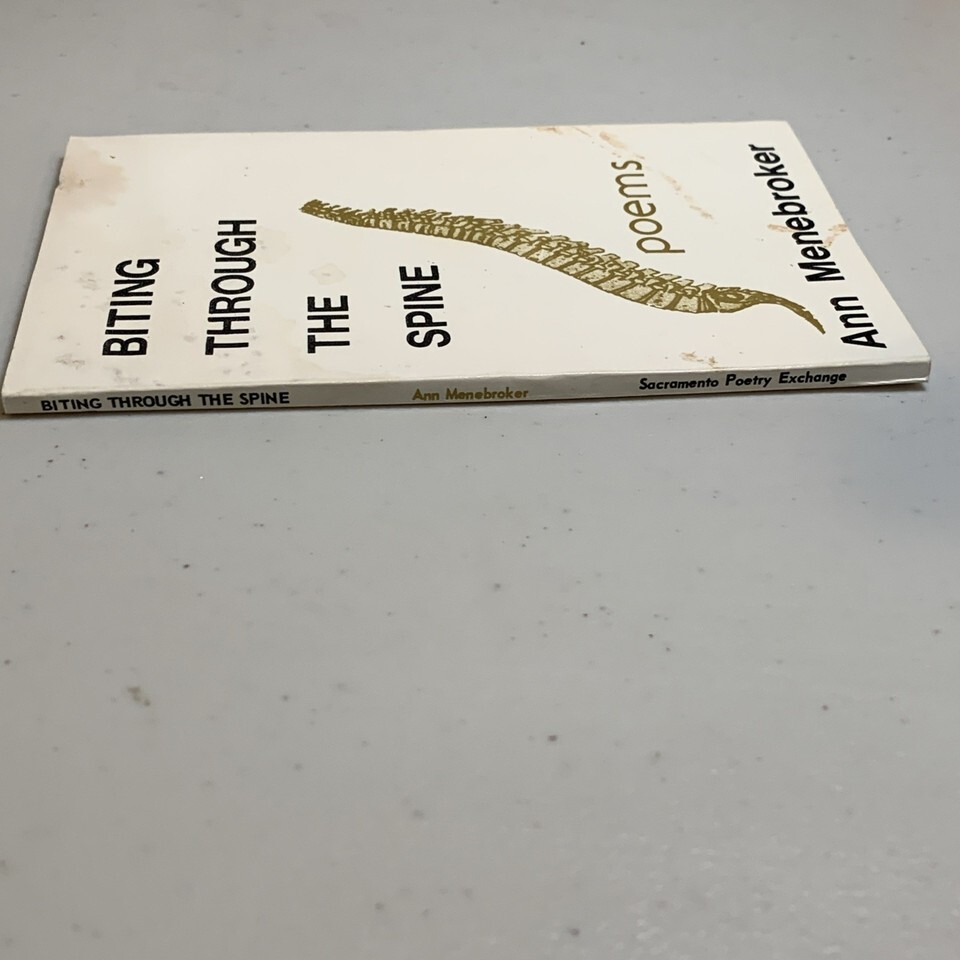 BITING
THROUGH
THE
SPINE
poems
Ann Menebroker
BITING THROUGH THE SPINE
Ann Menebroker
Sacramento Poetry Exchange